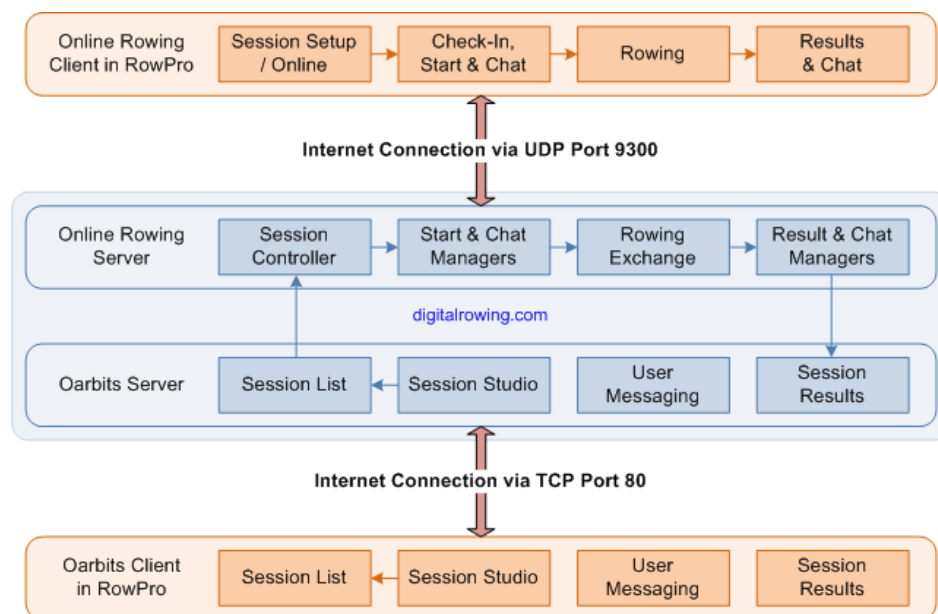 Online Rowing
Client in RowPro
Session Setup
/ Online
Check-In,
Start & Chat
Rowing
Results
& Chat
Internet Connection via UDP Port 9300
Online Rowing
Server
Session
Controller
Start & Chat
Managers
Rowing
Exchange
Result & Chat
Managers
digitalrowing.com
Oarbits Server
Session List
Session Studio
User
Messaging
Session
Results
Internet Connection via TCP Port 80
Oarbits Client
in RowPro
Session List
Session Studio
User
Messaging
Session
Results